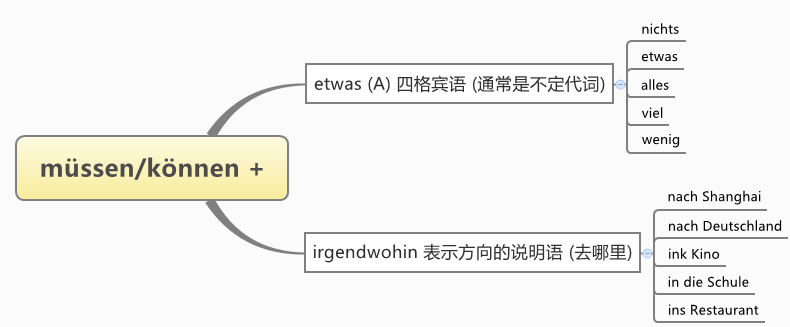 müssen/können +
etwas (A) 四格宾语 (通常是不定代词)
nichts
etwas
alles
viel
wenig
irgendwohin 表示方向的说明语 (去哪里)
nach Shanghai
nach Deutschland
ink Kino
in die Schule
ins Restaurant